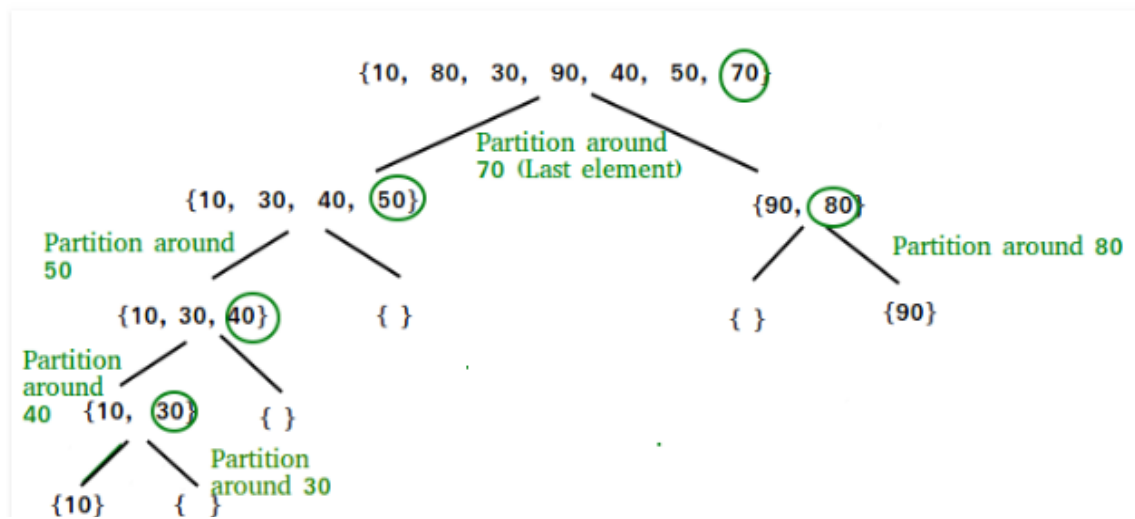 {10, 80, 30, 90, 40, 50, 70}
Partition around
70 (Last element)
{10, 30, 40, 50}
{90, 80}
Partition around
50
Partition around 80
{10, 30, 40}
{ }
{ }
{90}
Partition
around
40
{10, 30}
{ }
Partition
around 30
{10}
{ }